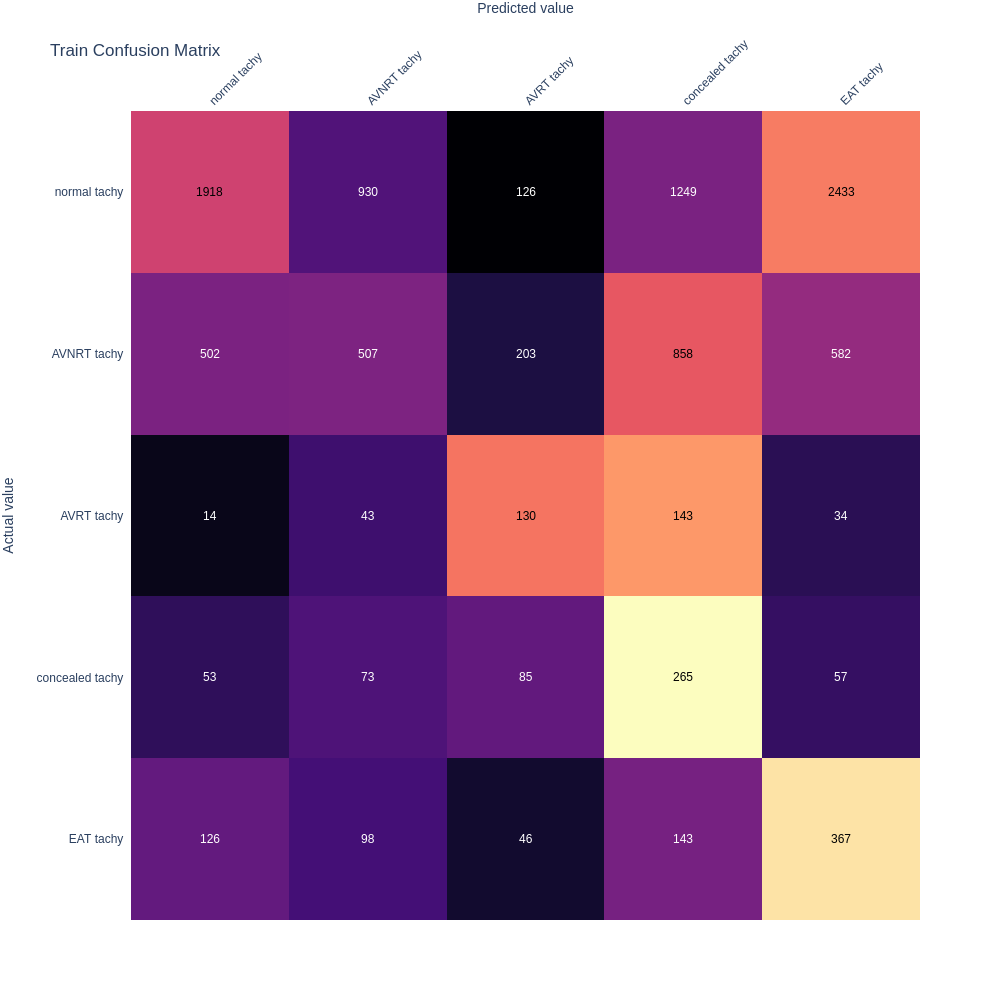 Predicted value
Train Confusion Matrix
normal tachy
AVNRT tachy
AVRT tachy
concealed tachy
EAT tachy
Actual value
normal tachy 1918 930 126 1249 2433
AVNRT tachy 502 507 203 858 582
AVRT tachy 14 43 130 143 34
concealed tachy 53 73 85 265 57
EAT tachy 126 98 46 143 367